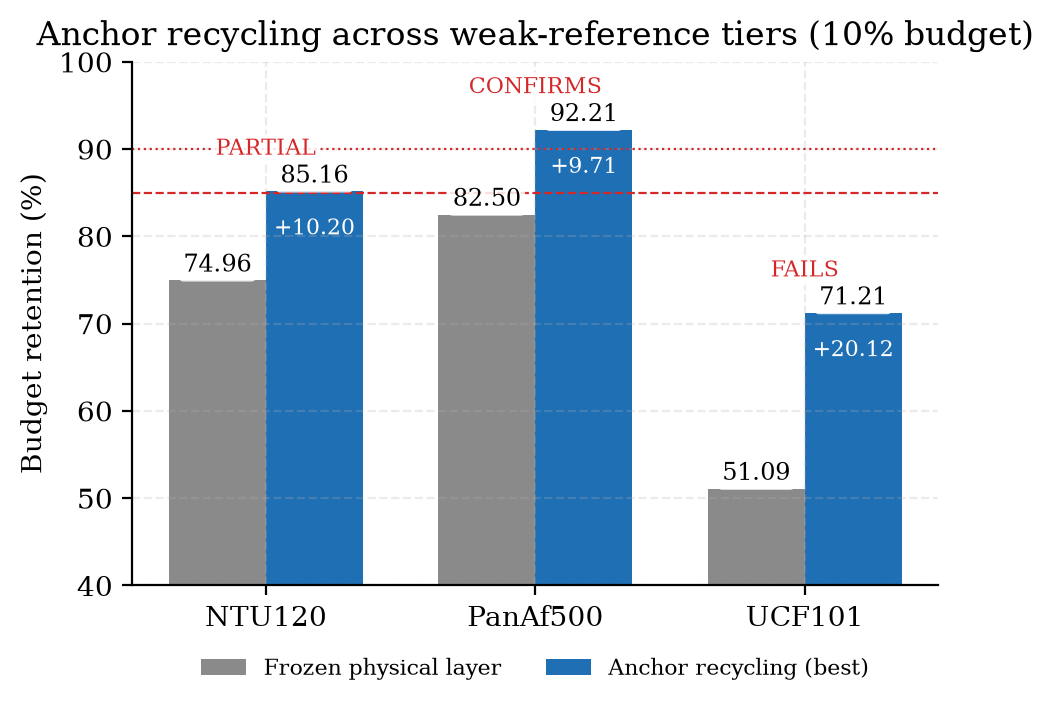 Anchor recycling across weak-reference tiers (10% budget)
Budget retention (%)
100
90
80
70
60
50
40
PARTIAL
CONFIRMS
FAILS
74.96
85.16
+10.20
82.50
92.21
+9.71
51.09
71.21
+20.12
NTU120
PanAf500
UCF101
Frozen physical layer
Anchor recycling (best)